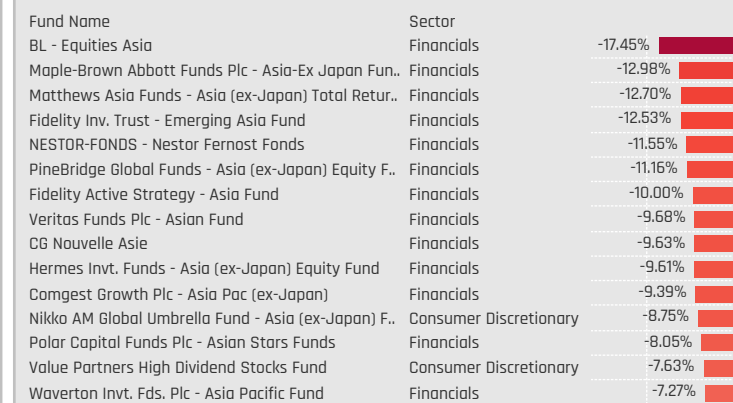 Fund Name Sector
BL - Equities Asia Financials -17.45%
Maple-Brown Abbott Funds Plc - Asia-Ex Japan Fun.. Financials -12.98%
Matthews Asia Funds - Asia (ex-Japan) Total Retur.. Financials -12.70%
Fidelity Inv. Trust - Emerging Asia Fund Financials -12.53%
NESTOR-FONDS - Nestor Fernost Fonds Financials -11.55%
PineBridge Global Funds - Asia (ex-Japan) Equity F.. Financials -11.16%
Fidelity Active Strategy - Asia Fund Financials -10.00%
Veritas Funds Plc - Asian Fund Financials -9.68%
CG Nouvelle Asie Financials -9.63%
Hermes Invt. Funds - Asia (ex-Japan) Equity Fund Financials -9.61%
Comgest Growth Plc - Asia Pac (ex-Japan) Financials -9.39%
Nikko AM Global Umbrella Fund - Asia (ex-Japan) F.. Consumer Discretionary -8.75%
Polar Capital Funds Plc - Asian Stars Funds Financials -8.05%
Value Partners High Dividend Stocks Fund Consumer Discretionary -7.63%
Waverton Invt. Fds. Plc - Asia Pacific Fund Financials -7.27%